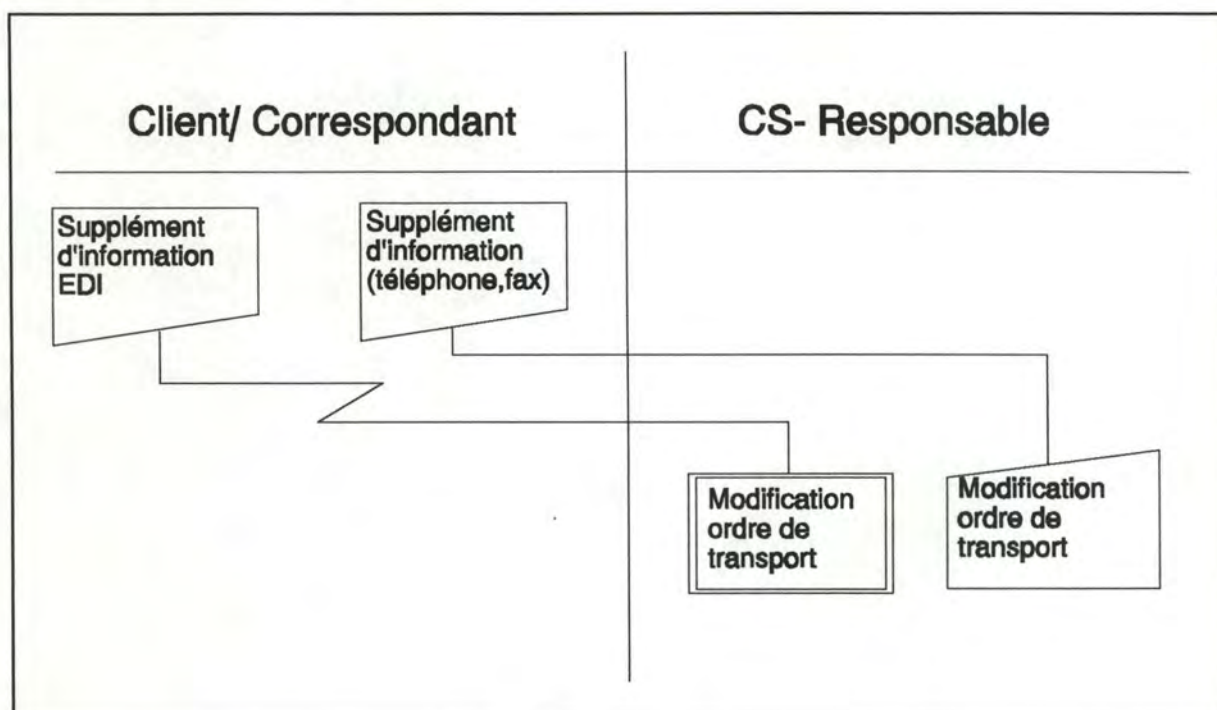 Client/ Correspondant
CS- Responsable
Supplément
d'information
EDI
Supplément
d'information
(téléphone,fax)
Modification
ordre de
transport
Modification
ordre de
transport